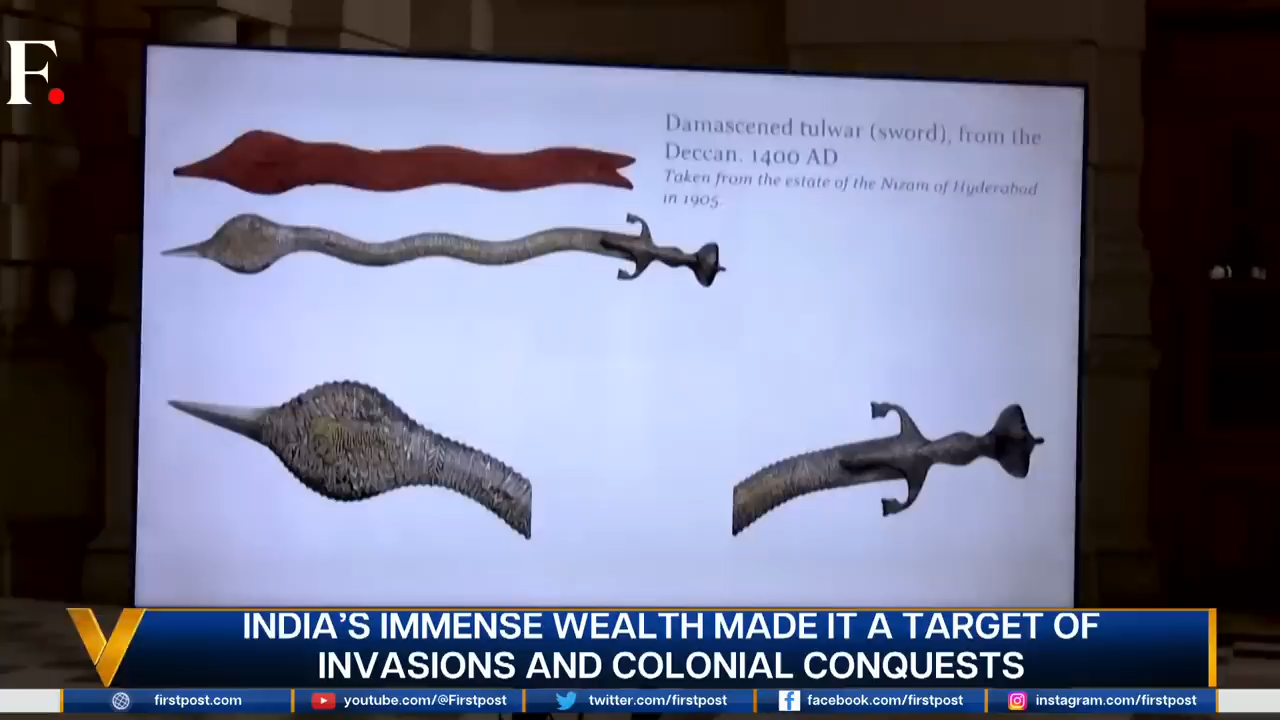 F.
Damascened tulwar (sword), from the
Deccan. 1400 AD
Taken from the estate of the Nizam of Hyderabad
in 1905
INDIA'S IMMENSE WEALTH MADE IT A TARGET OF
INVASIONS AND COLONIAL CONQUESTS
firstpost.com
youtube.com/@Firstpost
twitter.com/firstpost
facebook.com/firstpost
instagram.com/firstpost